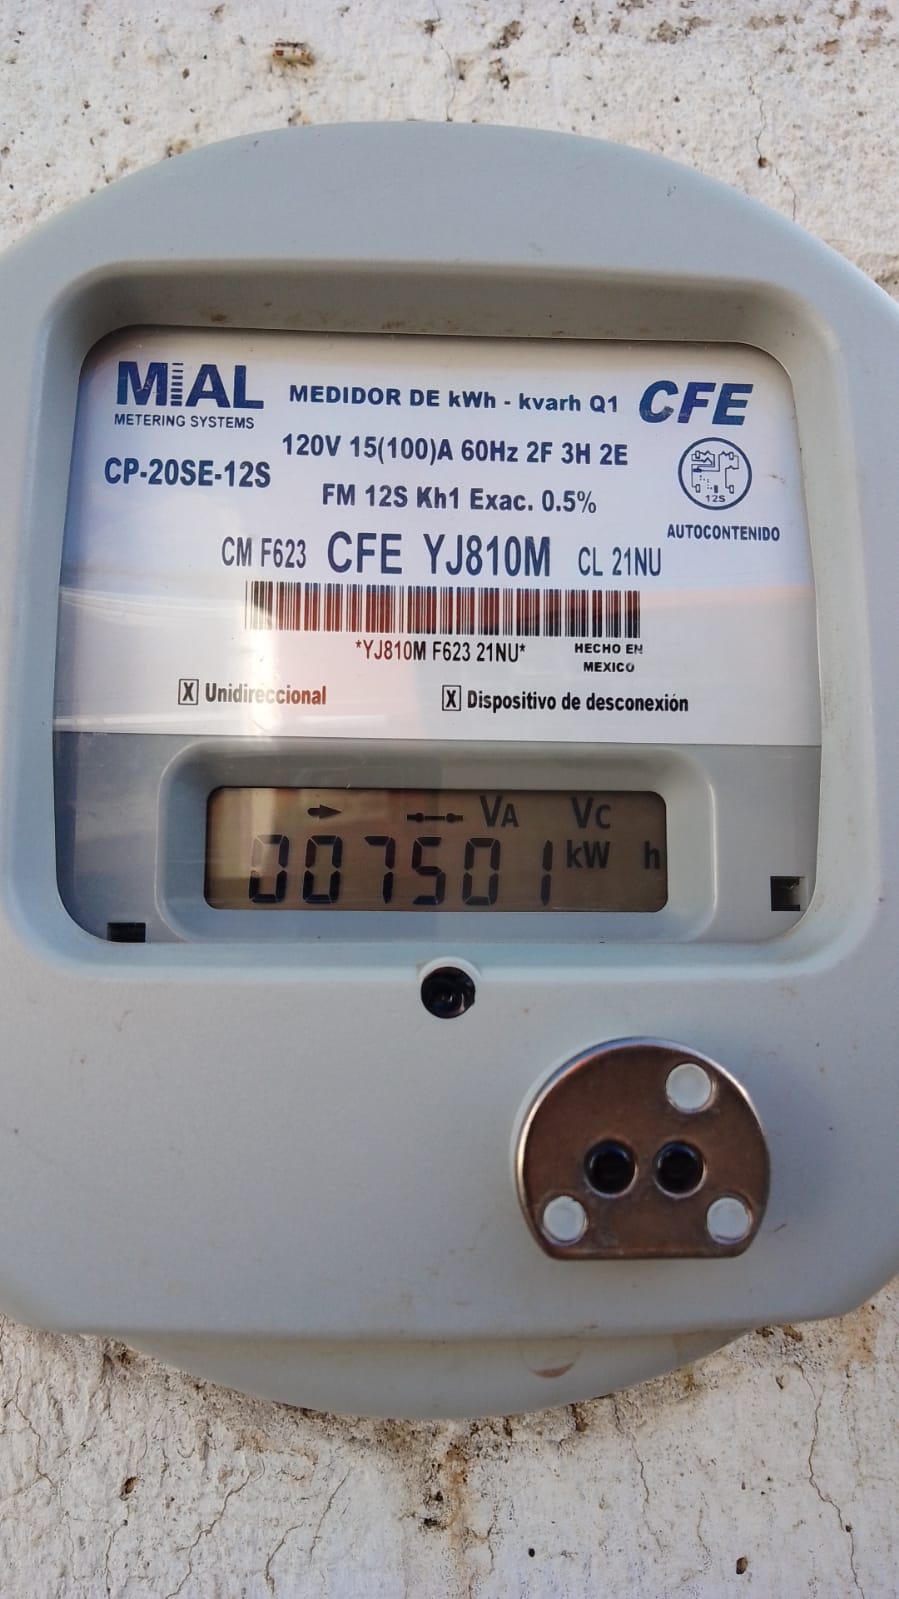 MIAL
METERING SYSTEMS
MEDIDOR DE kWh - kvarh Q1
CFE
120V 15(100)A 60Hz 2F 3H 2E
CP-20SE-12S
FM 12S Kh1 Exac. 0.5%
12S
AUTOCONTENIDO
CM F623 CFE YJ810M CL 21NU
*YJ810M F623 21NU*
HECHO EN
MEXICO
X Unidireccional
X Dispositivo de desconexión
VA VC
007501 kW h